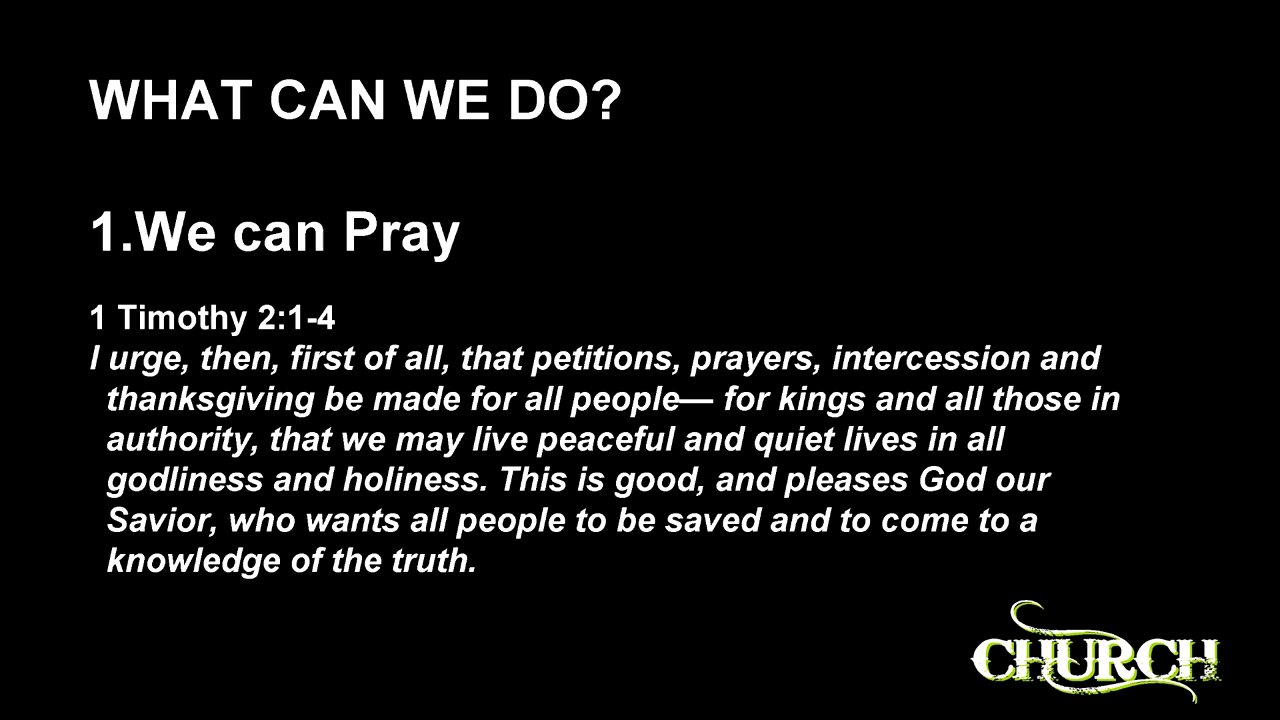 WHAT CAN WE DO?
1.We can Pray
1 Timothy 2:1-4
I urge, then, first of all, that petitions, prayers, intercession and
thanksgiving be made for all people— for kings and all those in
authority, that we may live peaceful and quiet lives in all
godliness and holiness. This is good, and pleases God our
Savior, who wants all people to be saved and to come to a
knowledge of the truth.
CHURCH